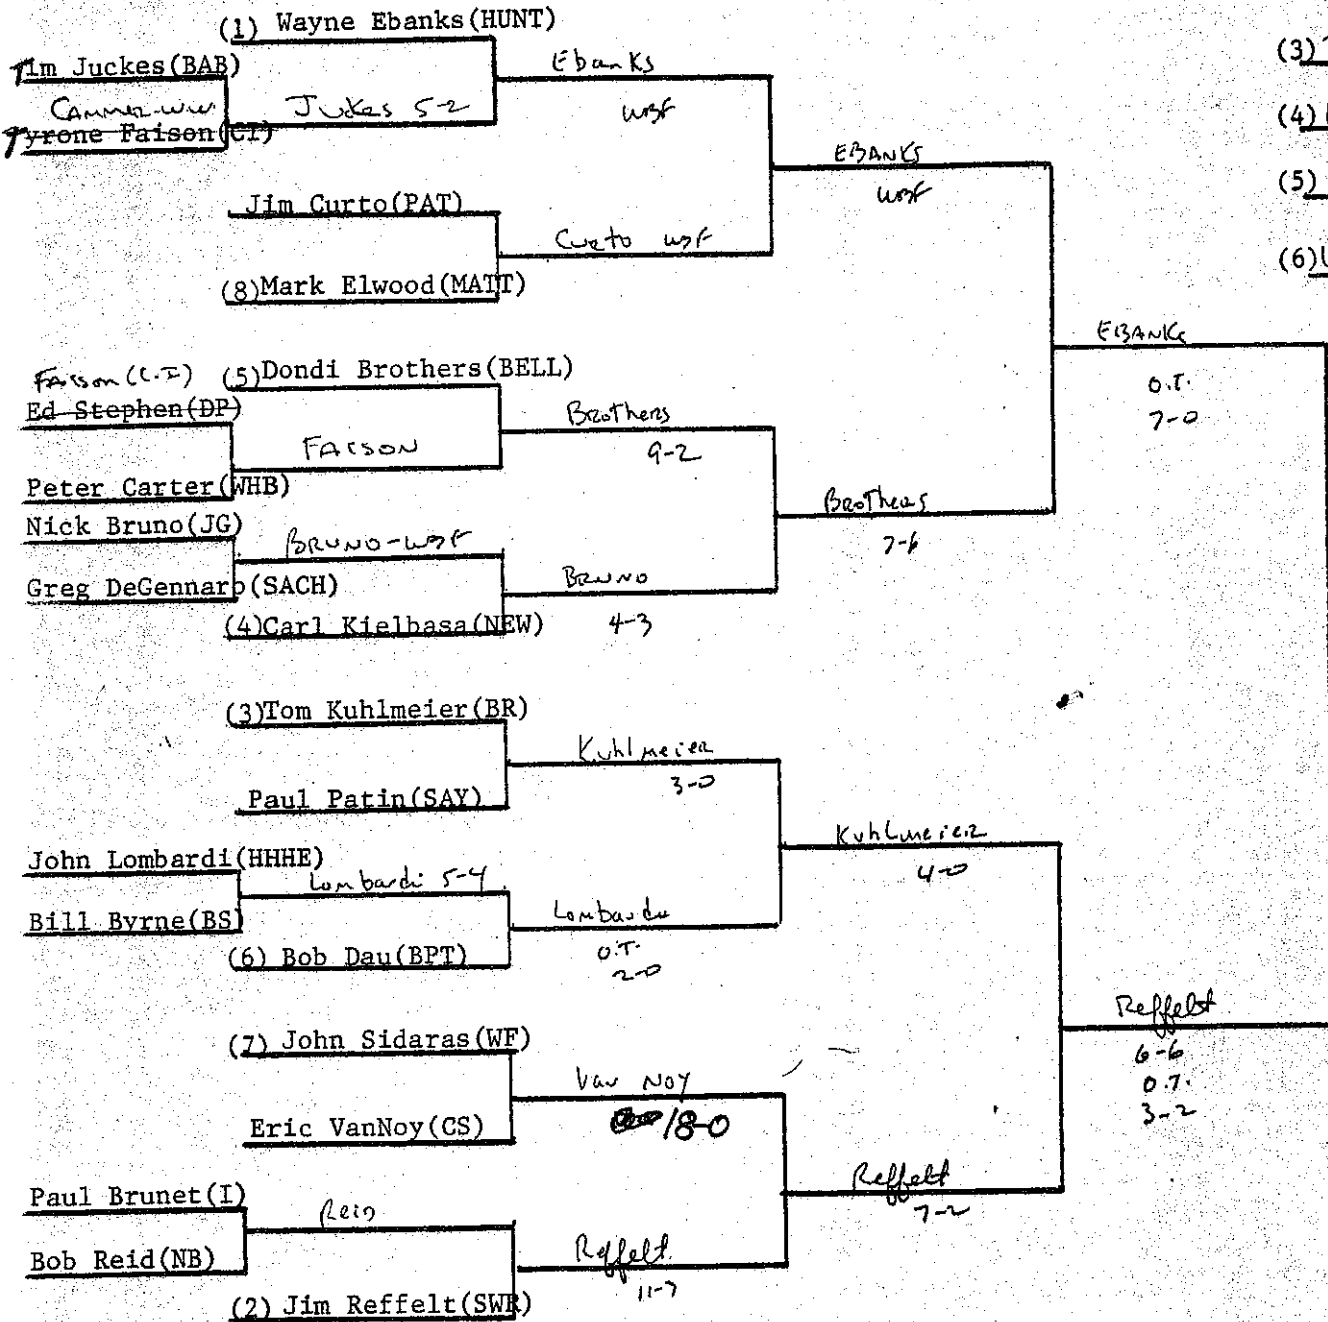 (1) Wayne Ebanks(HUNT)
(3)
Tim Juckes(BAB)
Ebanks
Cammer-W.W.
Jukes 5-2
WBF
(4)
Tyrone Faison(CI)
EBANKS
(5)
Jim Curto(PAT)
WBF
Curto WBF
(6)
(8)Mark Elwood(MATT)
EBANKS
Faison (C.I) (5)Dondi Brothers(BELL)
O.T.
Ed Stephen(DP)
Brothers
7-0
FAISON
9-2
Peter Carter(WHB)
Brothers
Nick Bruno(JG)
BRUNO-WBF
7-6
Greg DeGennaro(SACH)
BRUNO
(4)Carl Kielbasa(NEW)
4-3
(3)Tom Kuhlmeier(BR)
Kuhlmeier
3-0
Paul Patin(SAY)
Kuhlmeier
John Lombardi(HHHE)
4-0
Lombardi 5-4
Bill Byrne(BS)
Lombardi
(6) Bob Dau(BPT)
O.T.
2-0
Reffelt
(7) John Sidaras(WF)
6-6
Van Noy
O.T.
18-0
3-2
Eric VanNoy(CS)
Reffelt
Paul Brunet(I)
7-2
Reid
Bob Reid(NB)
Reffelt
11-7
(2) Jim Reffelt(SWR)